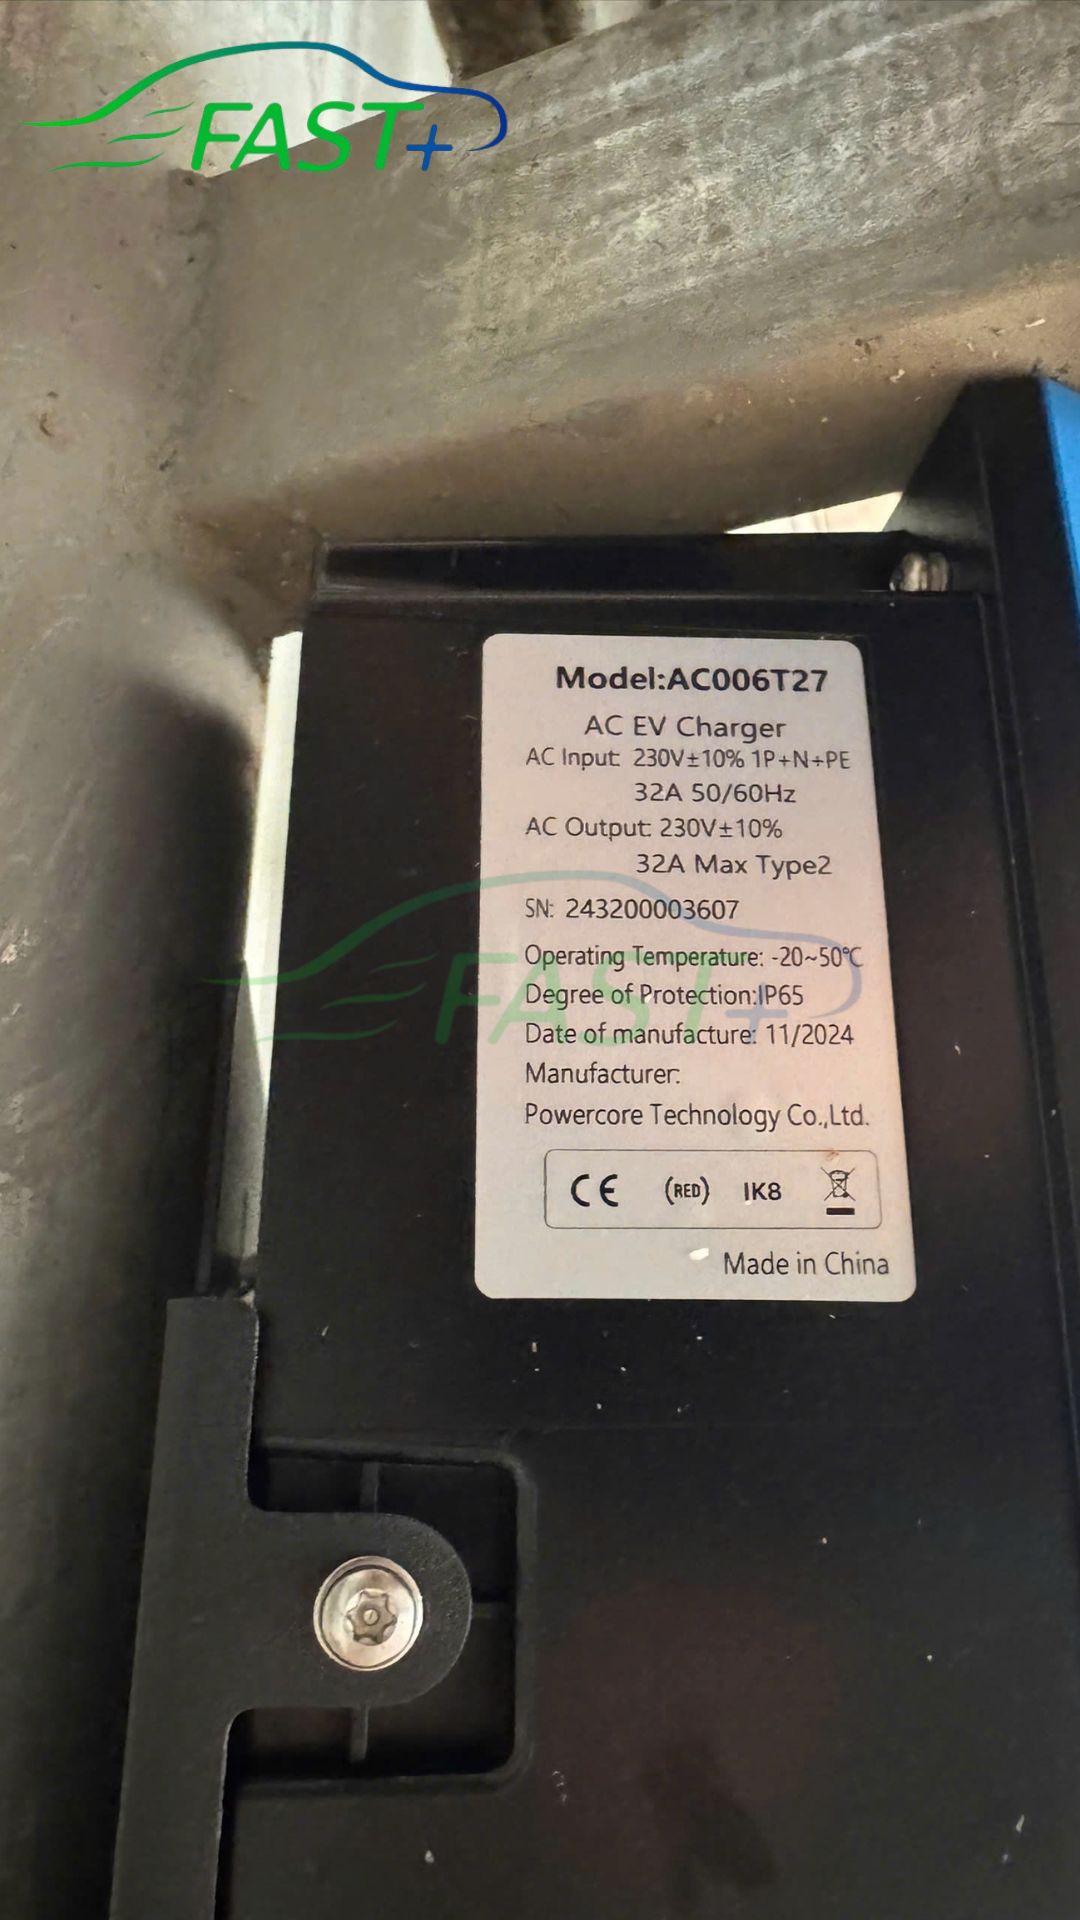 FAST+
Model:AC006T27
AC EV Charger
AC Input: 230V±10% 1P+N+PE
32A 50/60Hz
AC Output: 230V±10%
32A Max Type2
SN: 243200003607
Operating Temperature: -20~50°C
Degree of Protection:IP65
FAST+
Date of manufacture: 11/2024
Manufacturer:
Powercore Technology Co.,Ltd.
CE (RED) IK8
Made in China